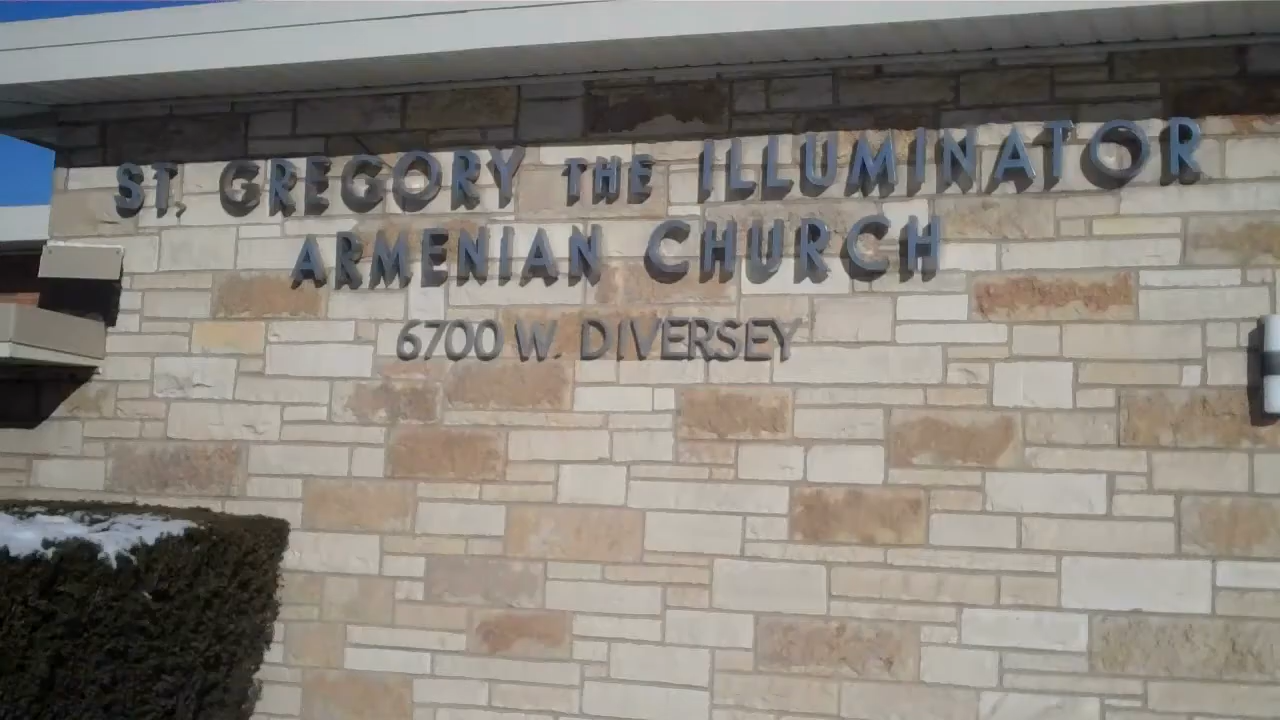 ST. GREGORY THE ILLUMINATOR
ARMENIAN CHURCH
6700 W. DIVERSEY